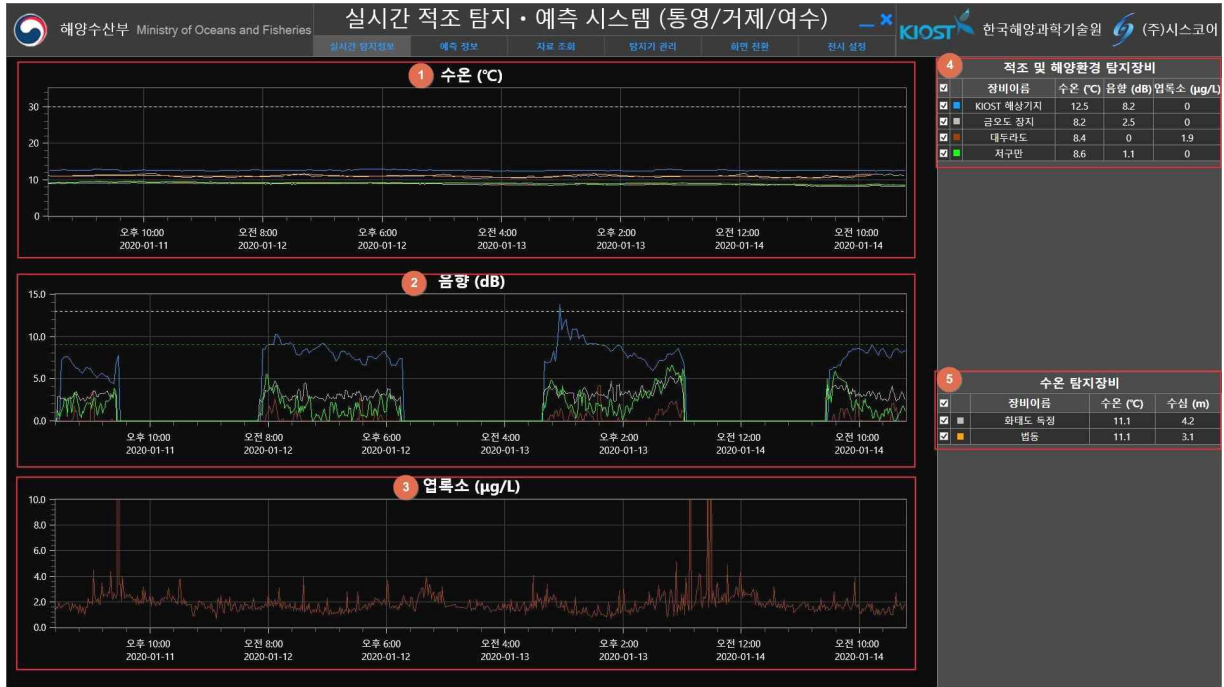 해양수산부 Ministry of Oceans and Fisheries
실시간 적조 탐지・예측 시스템 (통영/거제/여수)
KIOST 한국해양과학기술원 (주)시스코어
실시간 탐지정보 예측 정보 자료 조회 탐지기 관리 화면 전환 전시 설정
1 수온 (℃)
30
20
10
0
오후 10:00 오전 8:00 오후 6:00 오전 4:00 오후 2:00 오전 12:00 오전 10:00
2020-01-11 2020-01-12 2020-01-12 2020-01-13 2020-01-13 2020-01-14 2020-01-14
2 음향 (dB)
15.0
10.0
5.0
0.0
오후 10:00 오전 8:00 오후 6:00 오전 4:00 오후 2:00 오전 12:00 오전 10:00
2020-01-11 2020-01-12 2020-01-12 2020-01-13 2020-01-13 2020-01-14 2020-01-14
3 엽록소 (μg/L)
10.0
8.0
6.0
4.0
2.0
0.0
오후 10:00 오전 8:00 오후 6:00 오전 4:00 오후 2:00 오전 12:00 오전 10:00
2020-01-11 2020-01-12 2020-01-12 2020-01-13 2020-01-13 2020-01-14 2020-01-14
4 적조 및 해양환경 탐지장비
장비이름 수온 (℃) 음향 (dB) 엽록소 (μg/L)
KIOST 해상기지 12.5 8.2 0
금오도 장지 8.2 2.5 0
대두라도 8.4 0 1.9
저구만 8.6 1.1 0
5 수온 탐지장비
장비이름 수온 (℃) 수심 (m)
화태도 독정 11.1 4.2
법동 11.1 3.1